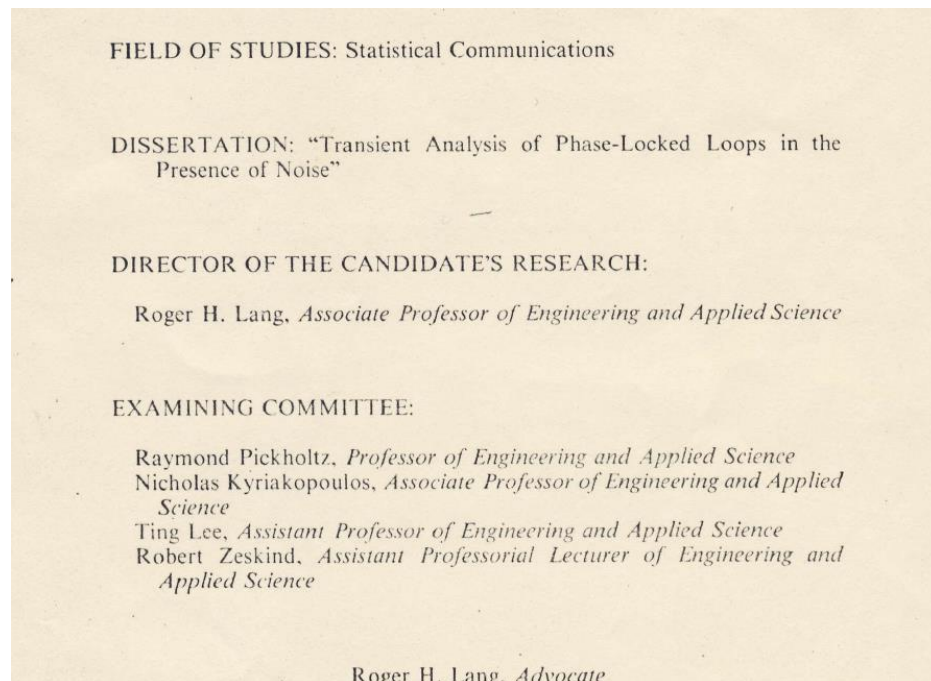 FIELD OF STUDIES: Statistical Communications
DISSERTATION: “Transient Analysis of Phase-Locked Loops in the
Presence of Noise”
DIRECTOR OF THE CANDIDATE'S RESEARCH:
Roger H. Lang, Associate Professor of Engineering and Applied Science
EXAMINING COMMITTEE:
Raymond Pickholtz, Professor of Engineering and Applied Science
Nicholas Kyriakopoulos, Associate Professor of Engineering and Applied
Science
Ting Lee, Assistant Professor of Engineering and Applied Science
Robert Zeskind, Assistant Professorial Lecturer of Engineering and
Applied Science
Roger H. Lang, Advocate